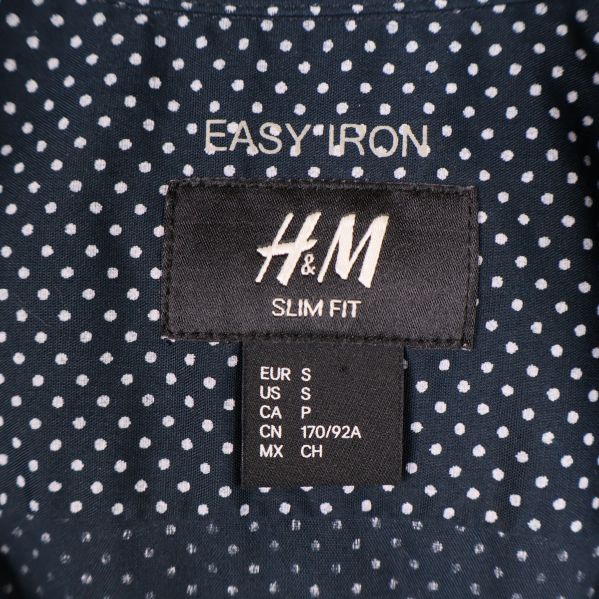 EASY IRON
H&M
SLIM FIT
EUR S
US S
CA P
CN 170/92A
MX CH